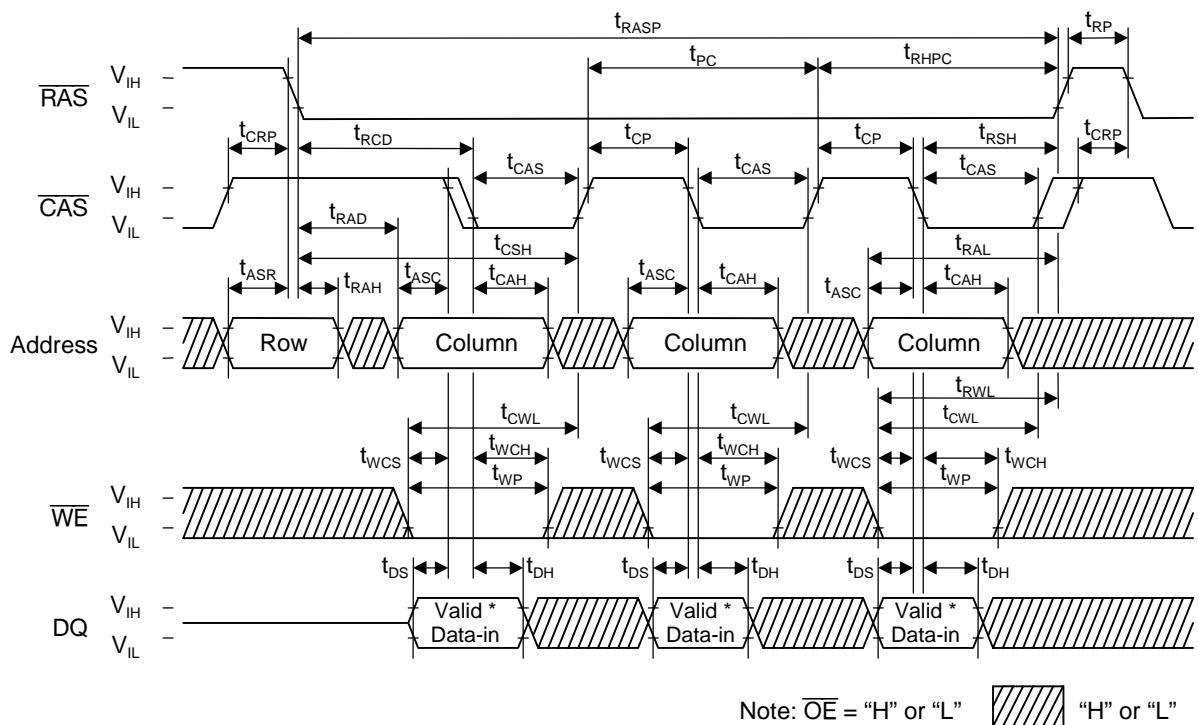 tRASP tRP
tPC tRHPC
RAS VIH
VIL
tCRP tRCD tCP tCP tRSH tCRP
tCAS tCAS tCAS
CAS VIH
VIL
tRAD
tCSH tRAL
tASR tRAH tASC tCAH tASC tCAH tASC tCAH
Address VIH
VIL
Row Column Column Column
tRWL
tCWL tCWL tCWL
tWCS tWCH tWCS tWCH tWCS tWCH
tWP tWP tWP
WE VIH
VIL
tDS tDH tDS tDH tDS tDH
DQ VIH
VIL
Valid * Valid * Valid *
Data-in Data-in Data-in
Note: OE = “H” or “L” “H” or “L”